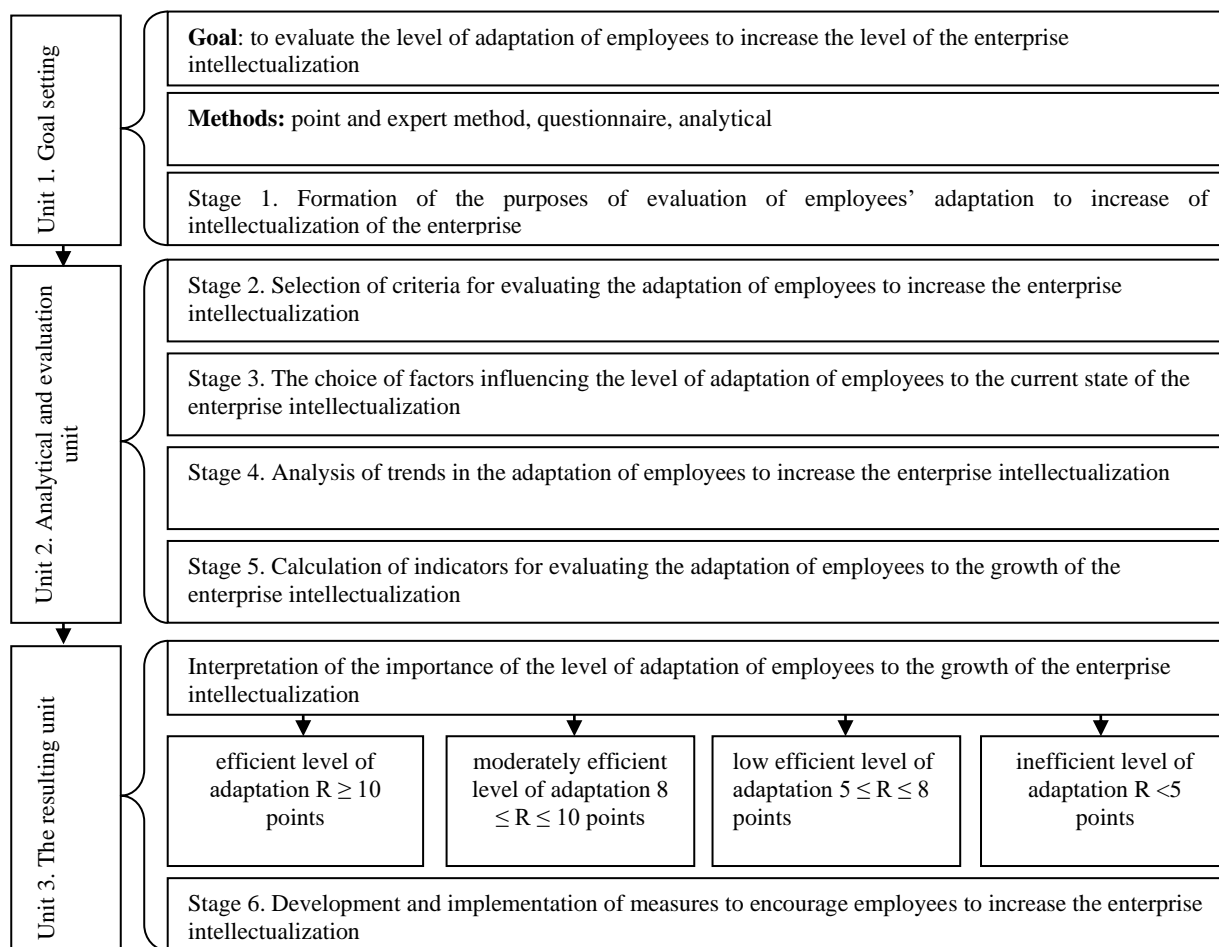 Unit 1. Goal setting
Goal: to evaluate the level of adaptation of employees to increase the level of the enterprise
intellectualization
Methods: point and expert method, questionnaire, analytical
Stage 1. Formation of the purposes of evaluation of employees’ adaptation to increase of
intellectualization of the enterprise
Unit 2. Analytical and evaluation
unit
Stage 2. Selection of criteria for evaluating the adaptation of employees to increase the enterprise
intellectualization
Stage 3. The choice of factors influencing the level of adaptation of employees to the current state of the
enterprise intellectualization
Stage 4. Analysis of trends in the adaptation of employees to increase the enterprise intellectualization
Stage 5. Calculation of indicators for evaluating the adaptation of employees to the growth of the
enterprise intellectualization
Unit 3. The resulting unit
Interpretation of the importance of the level of adaptation of employees to the growth of the enterprise
intellectualization
efficient level of
adaptation R ≥ 10
points
moderately efficient
level of adaptation 8
≤ R ≤ 10 points
low efficient level of
adaptation 5 ≤ R ≤ 8
points
inefficient level of
adaptation R <5
points
Stage 6. Development and implementation of measures to encourage employees to increase the enterprise
intellectualization